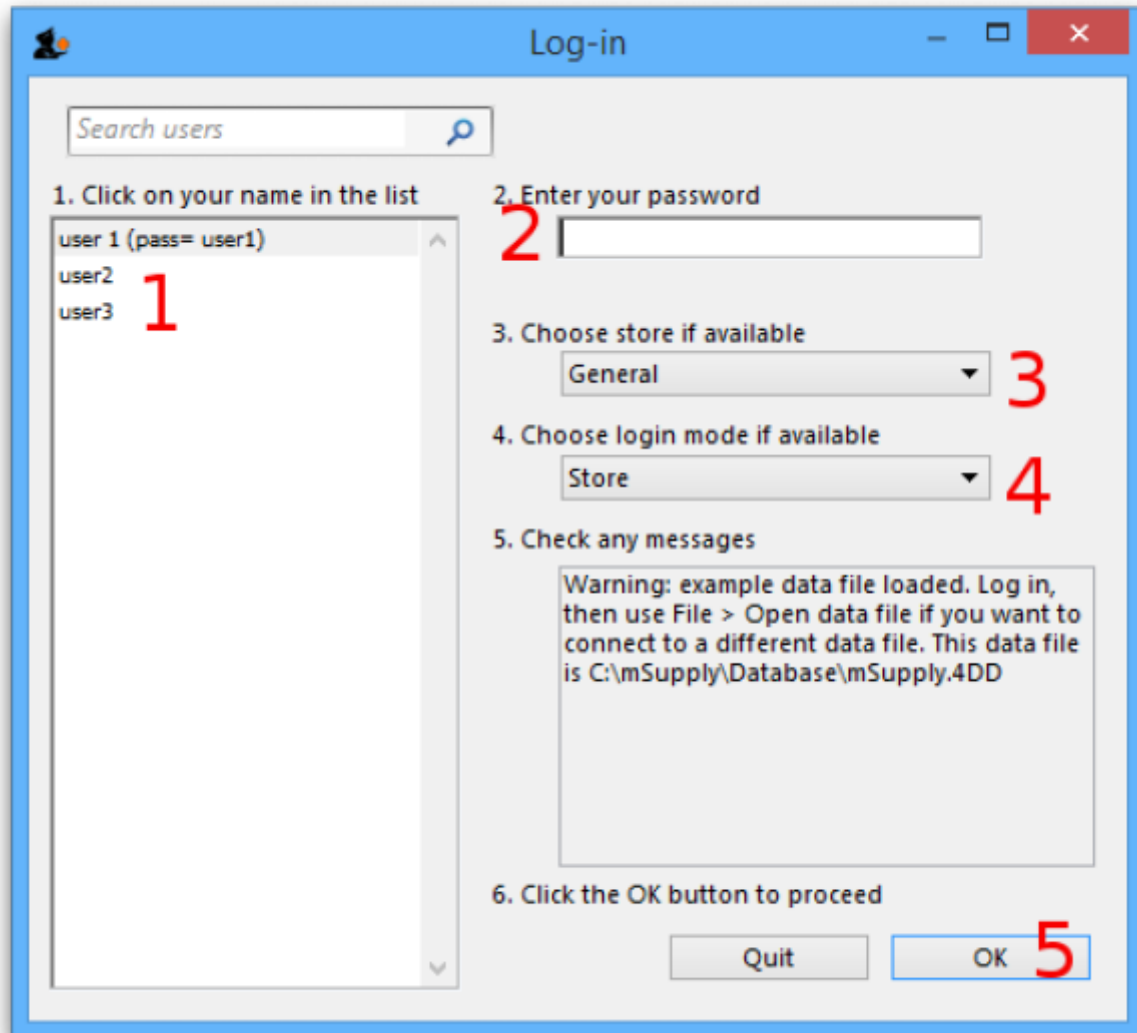 Log-in
Search users
1. Click on your name in the list
user 1 (pass= user1)
user2
user3
1
2. Enter your password
2
3. Choose store if available
General
3
4. Choose login mode if available
Store
4
5. Check any messages
Warning: example data file loaded. Log in,
then use File > Open data file if you want to
connect to a different data file. This data file
is C:\mSupply\Database\mSupply.4DD
6. Click the OK button to proceed
Quit
OK
5